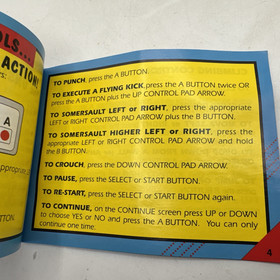 OLS...
ACTION!
rs:
A
appropriate
TTON.
TO PUNCH, press the A BUTTON.
TO EXECUTE A FLYING KICK, press the A BUTTON twice OR
press the A BUTTON plus the UP CONTROL PAD ARROW.
TO SOMERSAULT LEFT or RIGHT, press the appropriate
LEFT or RIGHT CONTROL PAD ARROW plus the B BUTTON.
TO SOMERSAULT HIGHER LEFT or RIGHT, press the
appropriate LEFT or RIGHT CONTROL PAD ARROW and hold
the B BUTTON.
TO CROUCH, press the DOWN CONTROL PAD ARROW.
TO PAUSE, press the SELECT or START BUTTON.
TO RE-START, press the SELECT or START BUTTON again.
TO CONTINUE, on the CONTINUE screen press UP or DOWN
to choose YES or NO and press the A BUTTON. You can only
continue one time.